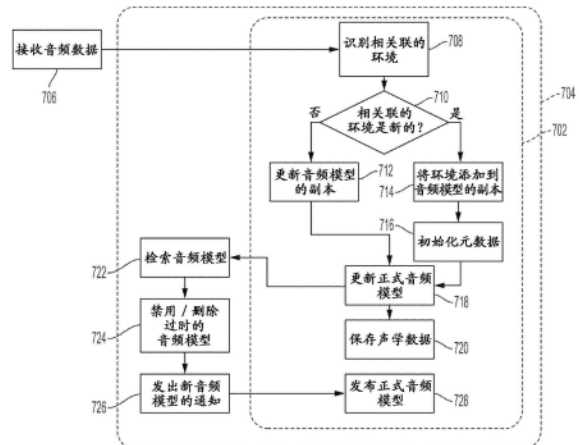 接收音频数据
706
识别相关联的
环境
708
710
相关联的
环境是新的?
否
是
704
702
更新音频模型
的副本
712
714
将环境添加到
音频模型的副本
716
初始化元数据
722
检索音频模型
更新正式音频
模型
718
724
禁用/删除
过时的
音频模型
保存声学数据
720
726
发出新音频
模型的通知
发布正式音频
模型
728